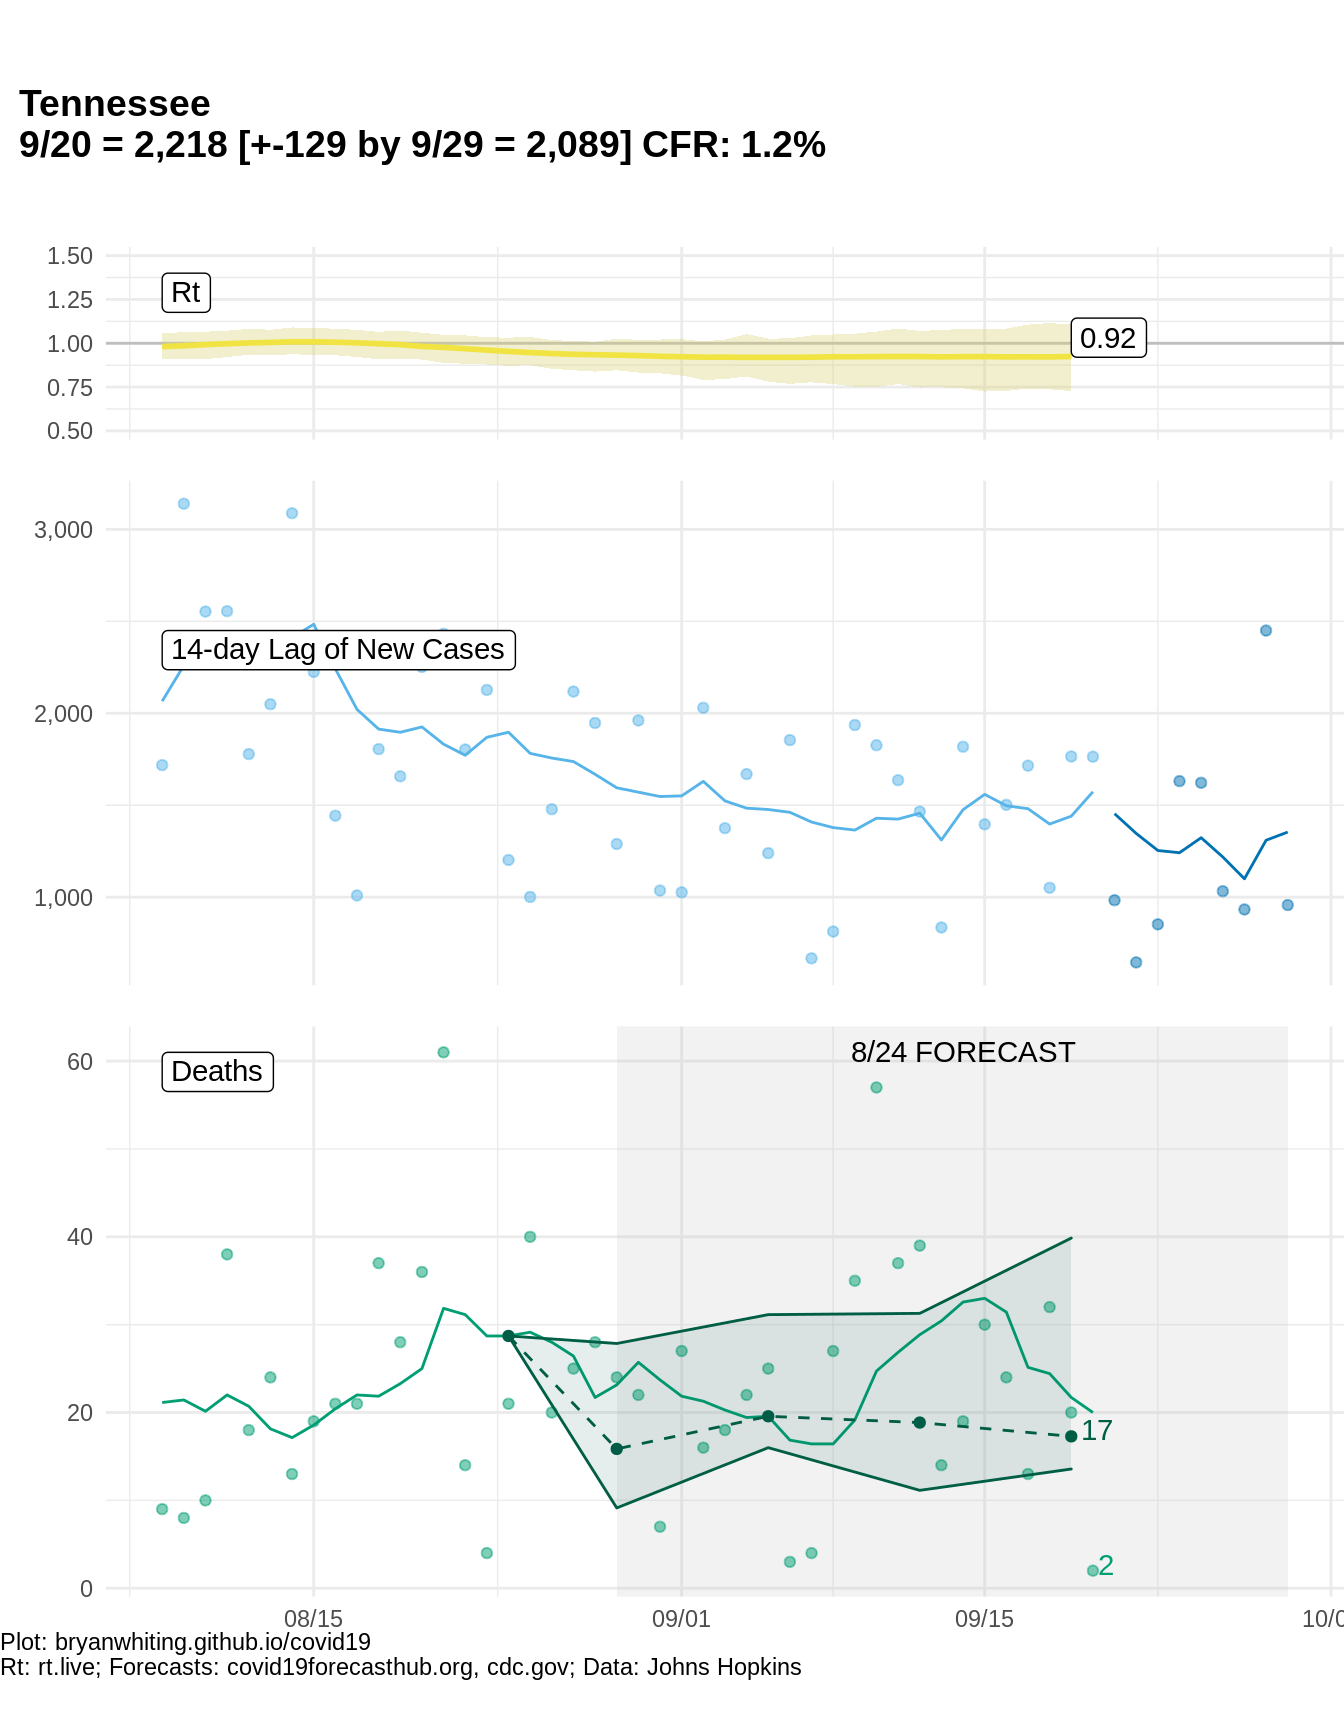 Tennessee
9/20 = 2,218 [+-129 by 9/29 = 2,089] CFR: 1.2%
1.50
1.25
1.00
0.75
0.50
Rt
0.92
3,000
2,000
1,000
14-day Lag of New Cases
60
40
20
0
Deaths
8/24 FORECAST
17
2
08/15
09/01
09/15
10/0
Plot: bryanwhiting.github.io/covid19
Rt: rt.live; Forecasts: covid19forecasthub.org, cdc.gov; Data: Johns Hopkins